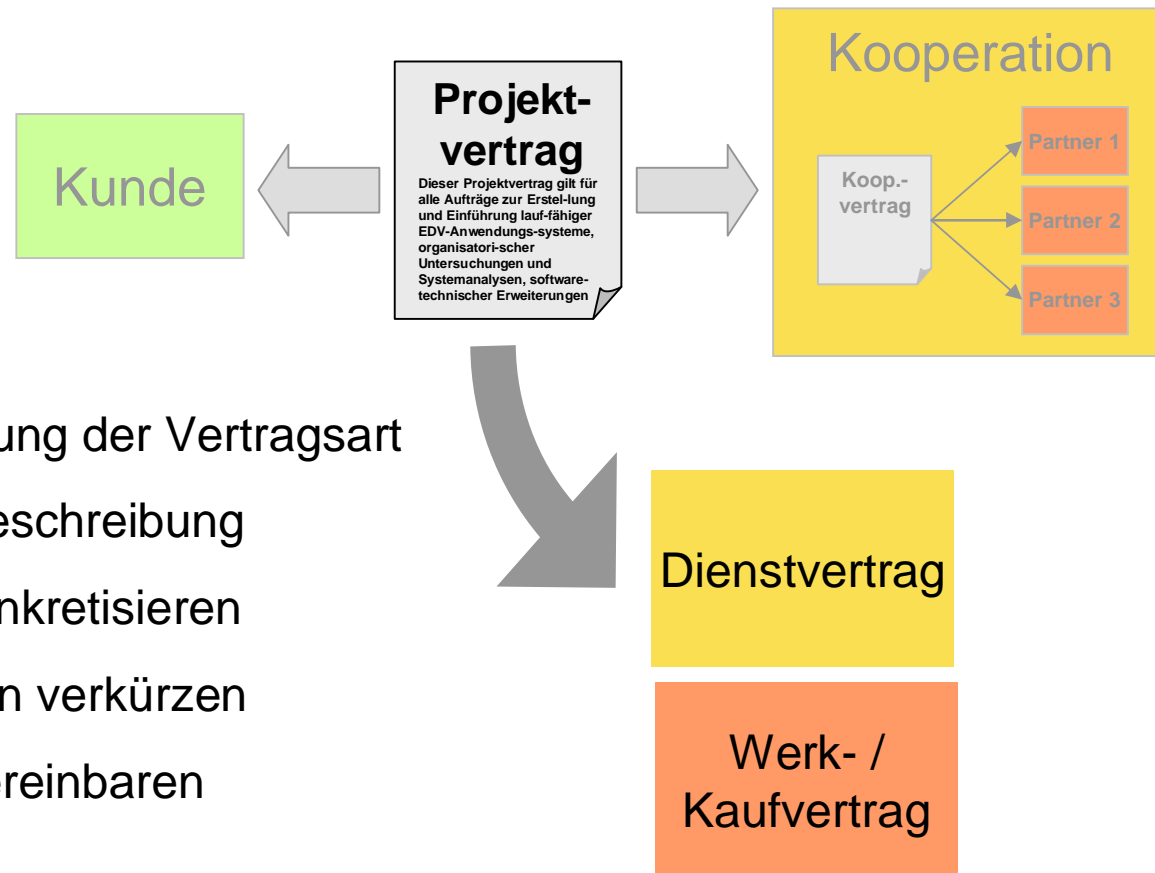 Kunde
Projekt-
vertrag
Dieser Projektvertrag gilt für
alle Aufträge zur Erstel-lung
und Einführung lauf-fähiger
EDV-Anwendungs-systeme,
organisatori-scher
Untersuchungen und
Systemanalysen, software-
technischer Erweiterungen
Kooperation
Koop.-
vertrag
Partner 1
Partner 2
Partner 3
ung der Vertragsart
eschreibung
nkretisieren
n verkürzen
ereinbaren
Dienstvertrag
Werk- /
Kaufvertrag